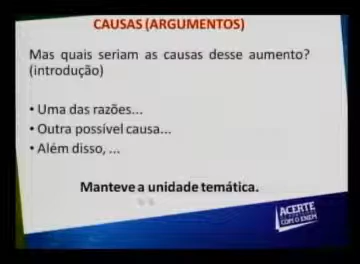 CAUSAS (ARGUMENTOS)
Mas quais seriam as causas desse aumento?
(introdução)
• Uma das razões...
• Outra possível causa...
• Além disso, ...
Manteve a unidade temática.
ACERTE
COM O ENEM